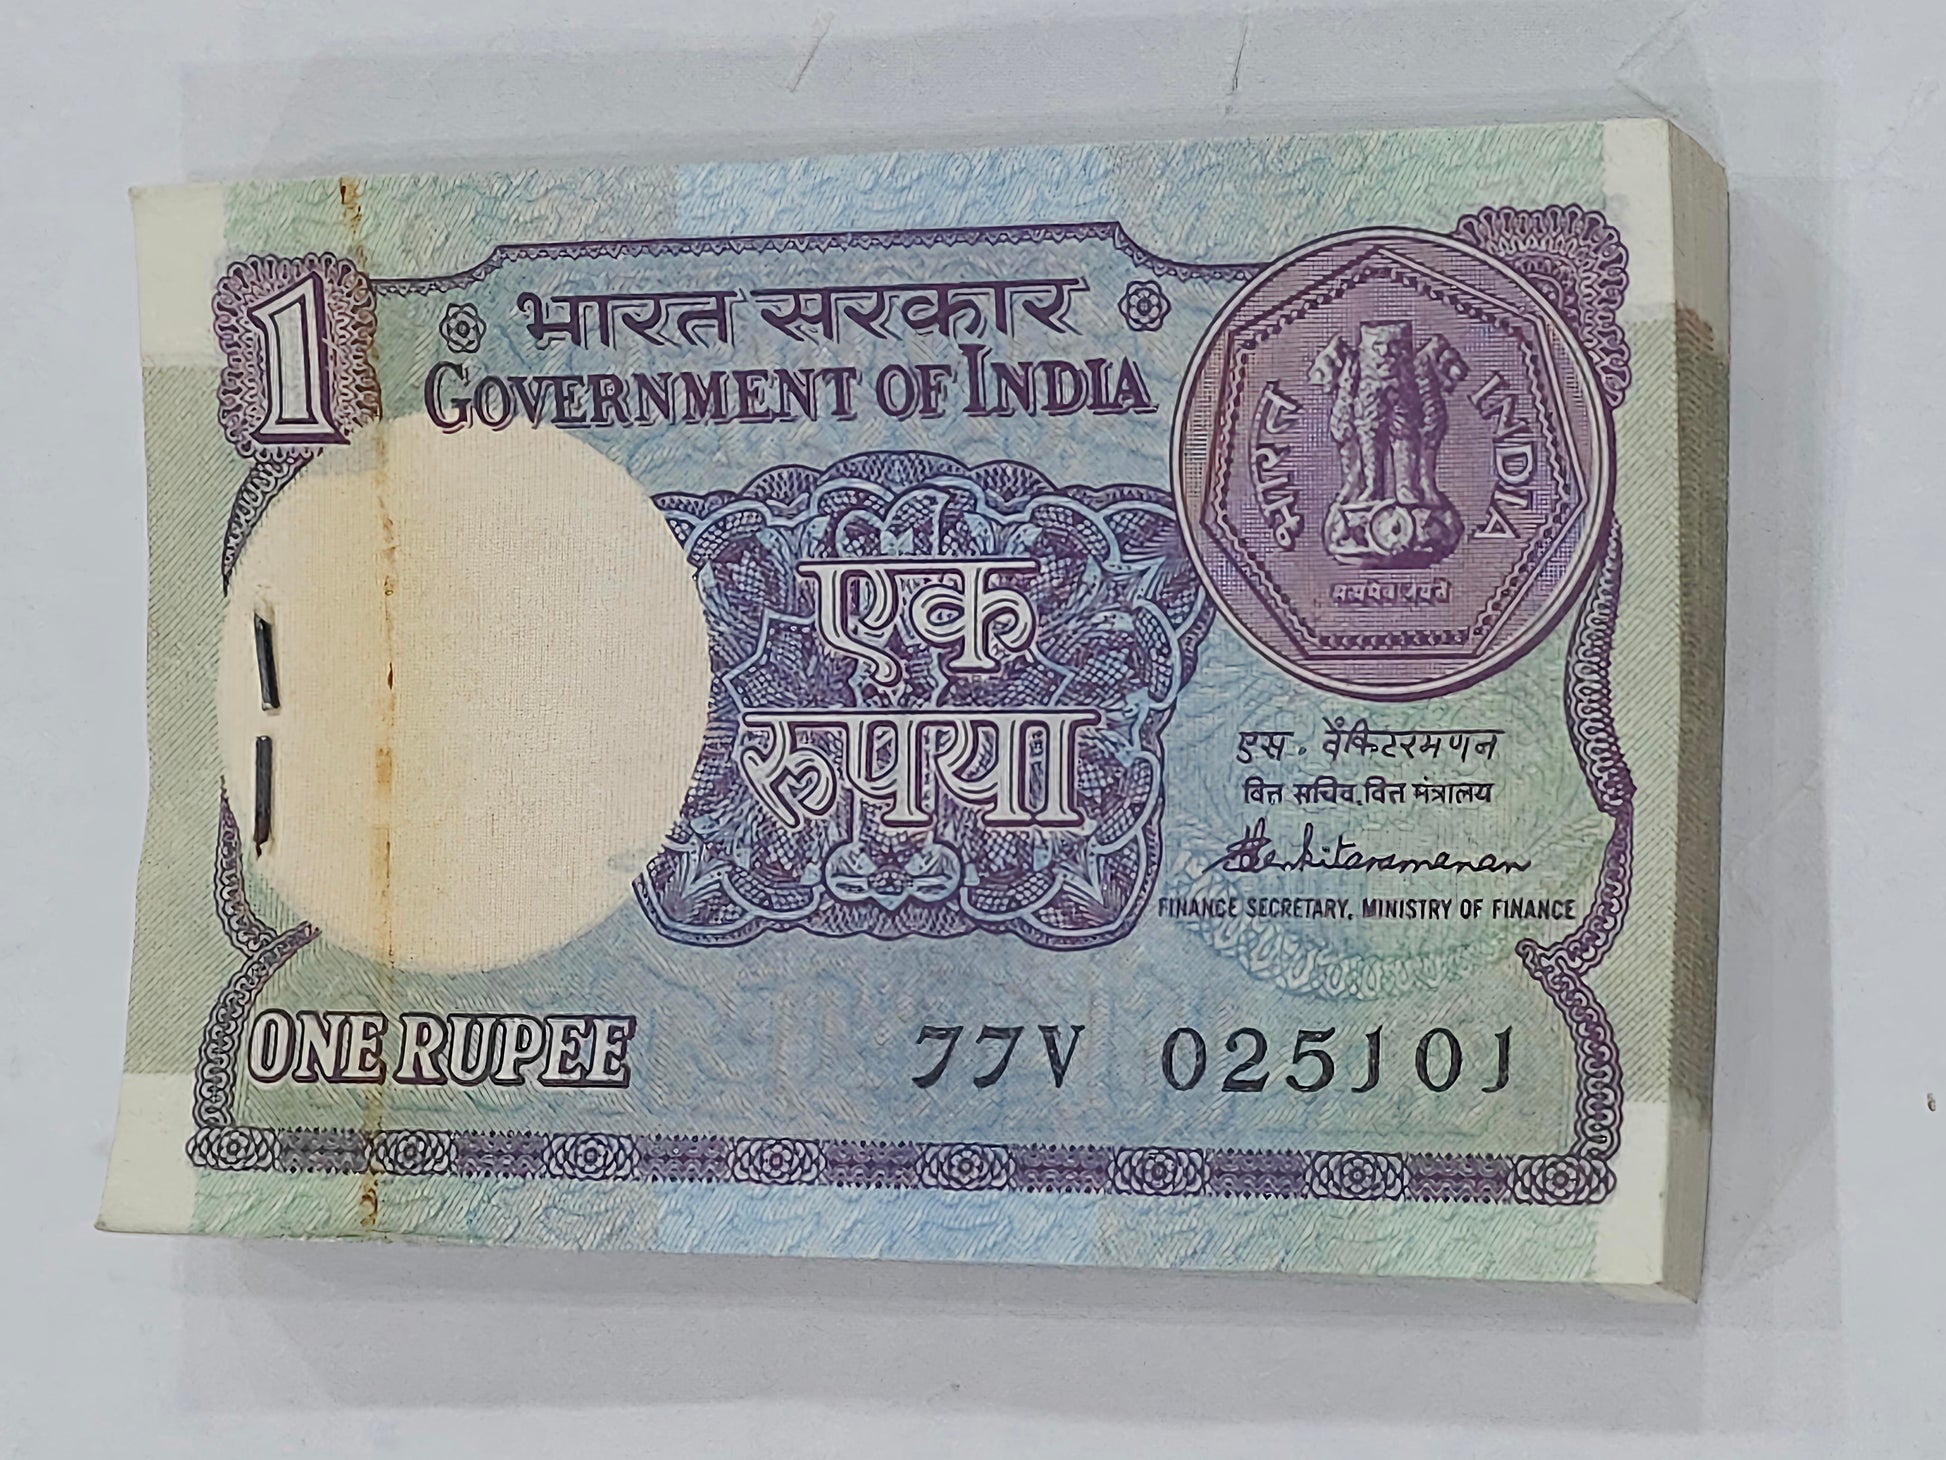 1
भारत सरकार
GOVERNMENT OF INDIA
भारत
INDIA
सत्यमेव जयते
एक
रूपया
एस. वेंकिटरमणन
वित्त सचिव, वित्त मंत्रालय
SVenkitaramanan
FINANCE SECRETARY, MINISTRY OF FINANCE
ONE RUPEE
77V 025101